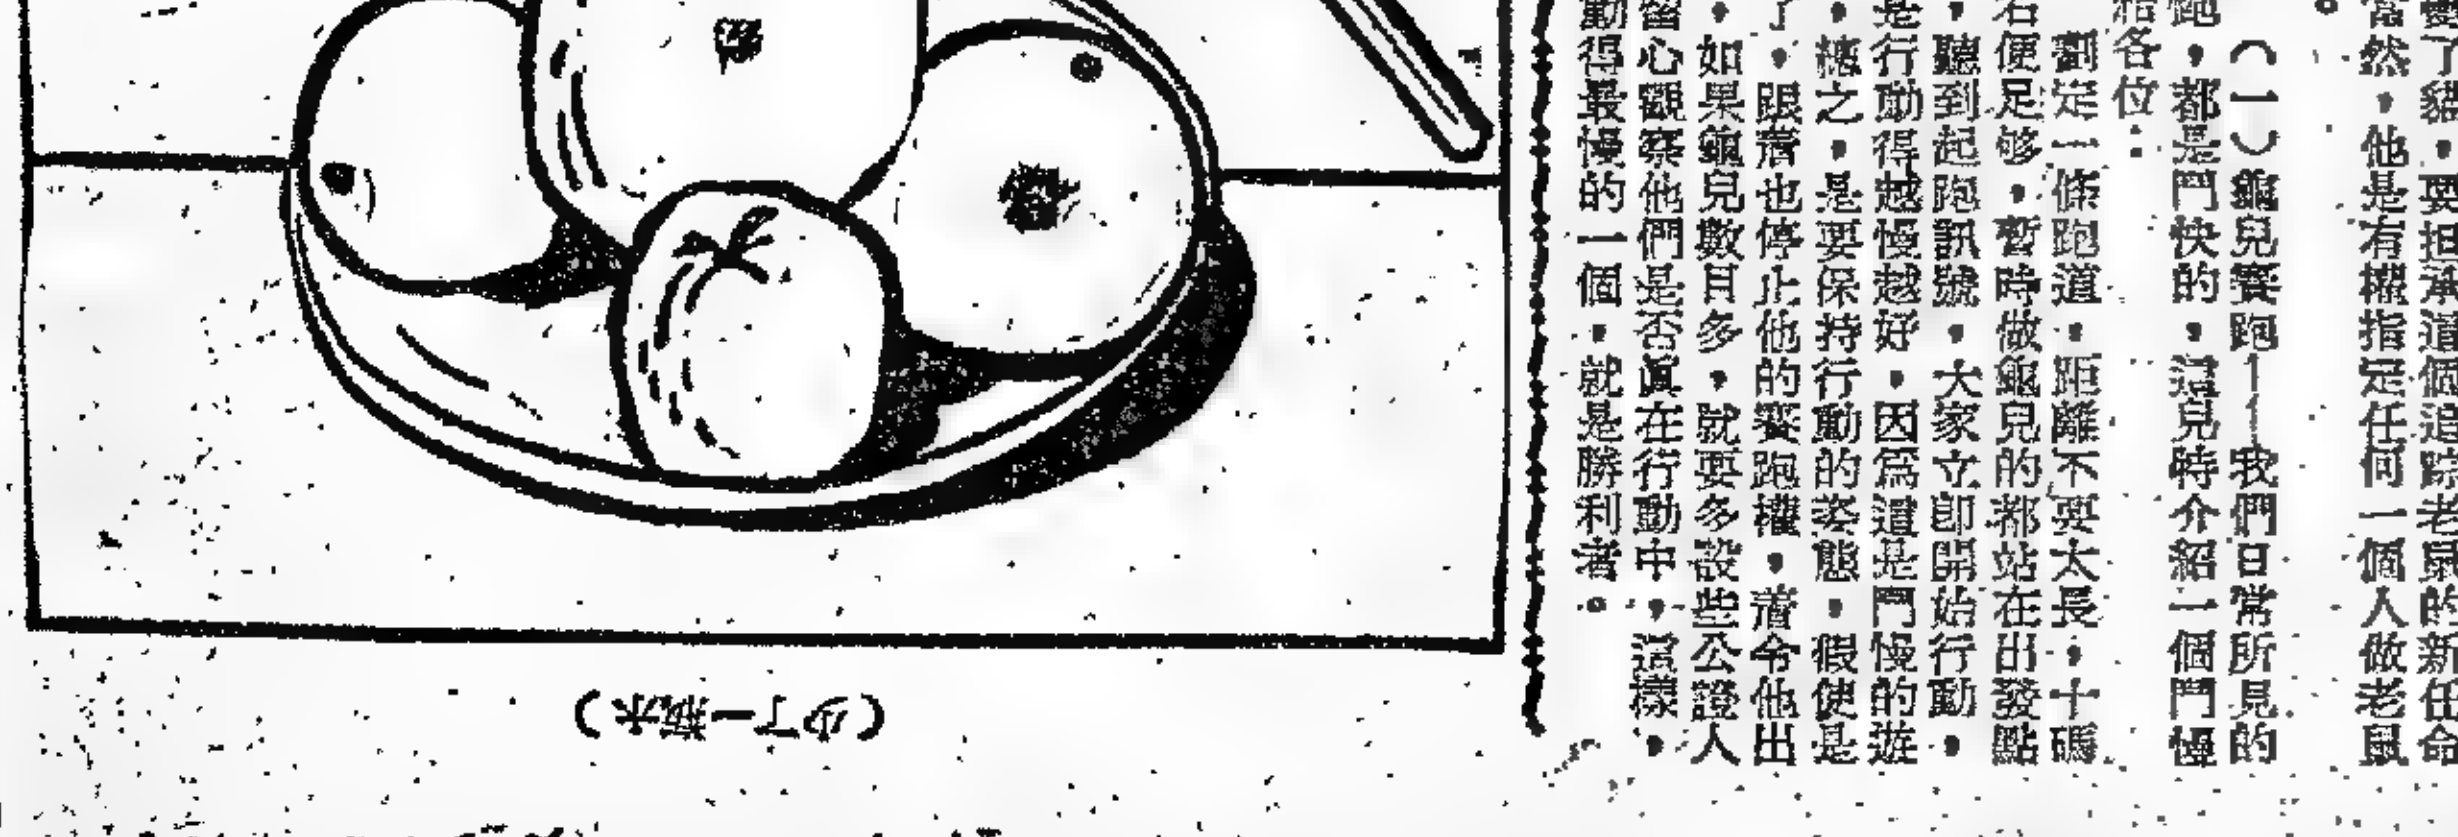 了貓，要担承這個追踪老鼠的新任命
當然，他是有權指定任何一個人做老鼠
。
（一）龜兒賽跑——我們日常所見的
跑，都是鬥快的，這兒時介紹一個鬥慢
給各位：
劃定一條跑道，距離不要太長，十碼
右便足够，暫時做龜兒的都站在出發點
，聽到起跑訊號，大家立卽開始行動，
是行動得越慢越好，因爲這是鬥慢的遊
，總之，是要保持行動的姿態，假使是
了，跟着也停止他的賽跑權，着令他出
，如果龜兒數目多，就要多設些公證人
留心觀察他們是否眞在行動中，這樣，
動得最慢的一個，就是勝利者。
（少了一瓶水）